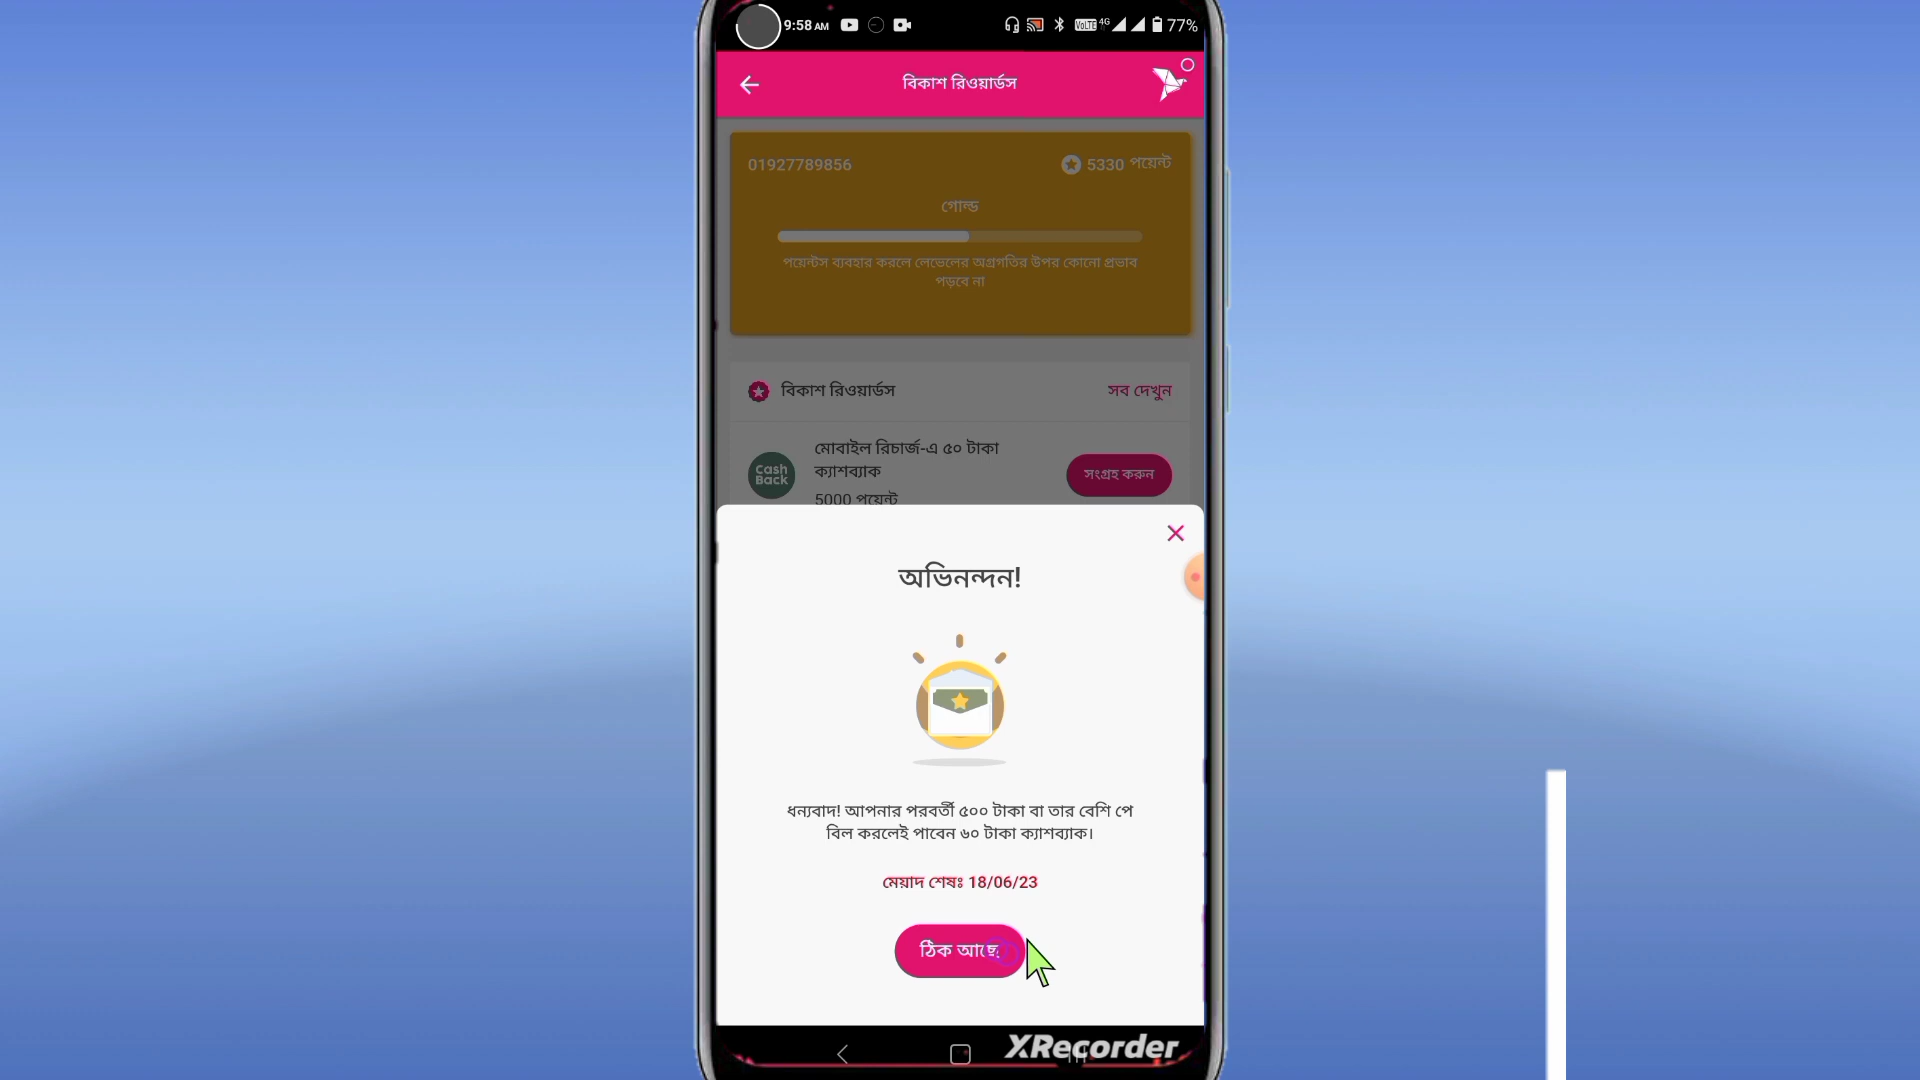 9:58 AM VoLTE 4G 77%
বিকাশ রিওয়ার্ডস
01927789856 5330 পয়েন্ট
গোল্ড
পয়েন্টস ব্যবহার করলে লেভেলের অগ্রগতির উপর কোনো প্রভাব
পড়বে না
বিকাশ রিওয়ার্ডস সব দেখুন
মোবাইল রিচার্জ-এ ৫০ টাকা
ক্যাশব্যাক
Cash
Back
সংগ্রহ করুন
5000 পয়েন্ট
অভিনন্দন!
ধন্যবাদ! আপনার পরবর্তী ৫০০ টাকা বা তার বেশি পে
বিল করলেই পাবেন ৬০ টাকা ক্যাশব্যাক।
মেয়াদ শেষঃ 18/06/23
ঠিক আছে
XRecorder